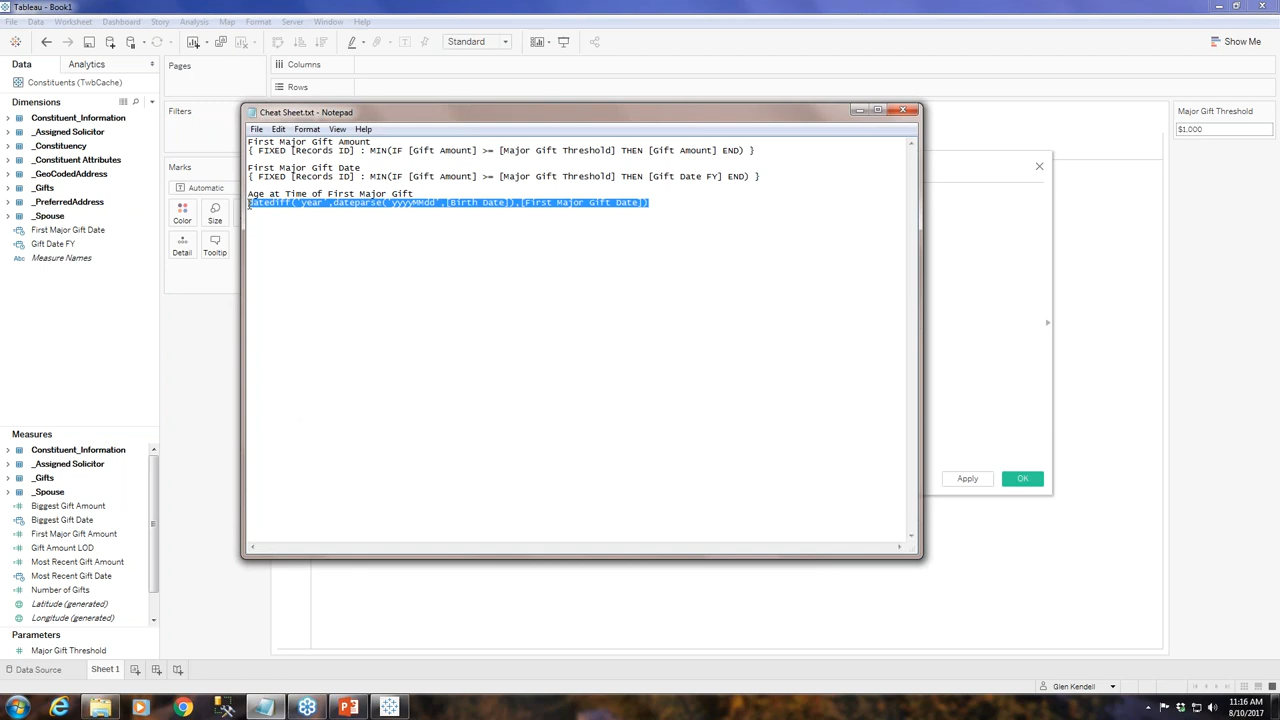 Tableau - Book1
File Data Worksheet Dashboard Story Analysis Map Format Server Window Help
Standard
Show Me
Data
Analytics
Pages
Columns
Constituents (TwbCache)
Rows
Dimensions
Filters
Constituent_Information
_Assigned Solicitor
_Constituency
Constituent Attributes
_GeoCodedAddress
_Gifts
_PreferredAddress
_Spouse
First Major Gift Date
Gift Date FY
Abc Measure Names
Marks
Automatic
Color
Size
Detail
Tooltip
Major Gift Threshold
$1,000
Cheat Sheet.txt - Notepad
File Edit Format View Help
First Major Gift Amount
{ FIXED [Records ID] : MIN(IF [Gift Amount] >= [Major Gift Threshold] THEN [Gift Amount] END) }
First Major Gift Date
{ FIXED [Records ID] : MIN(IF [Gift Amount] >= [Major Gift Threshold] THEN [Gift Date FY] END) }
Age at Time of First Major Gift
datediff('year',dateparse('yyyyMMdd',[Birth Date]),[First Major Gift Date])
Apply
OK
Measures
Constituent_Information
_Assigned Solicitor
_Gifts
_Spouse
Biggest Gift Amount
Biggest Gift Date
First Major Gift Amount
Gift Amount LOD
Most Recent Gift Amount
Most Recent Gift Date
Number of Gifts
Latitude (generated)
Longitude (generated)
Parameters
Major Gift Threshold
Data Source
Sheet 1
Glen Kendell
11:16 AM
8/10/2017